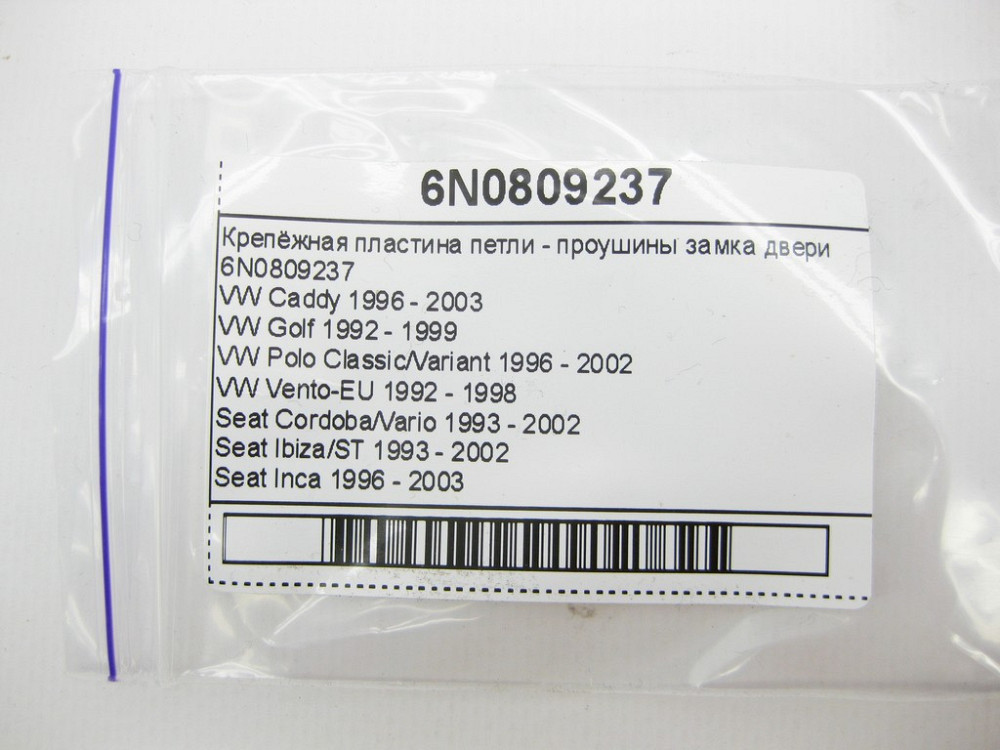 6N0809237
Крепёжная пластина петли - проушины замка двери
6N0809237
VW Caddy 1996 - 2003
VW Golf 1992 - 1999
VW Polo Classic/Variant 1996 - 2002
VW Vento-EU 1992 - 1998
Seat Cordoba/Vario 1993 - 2002
Seat Ibiza/ST 1993 - 2002
Seat Inca 1996 - 2003